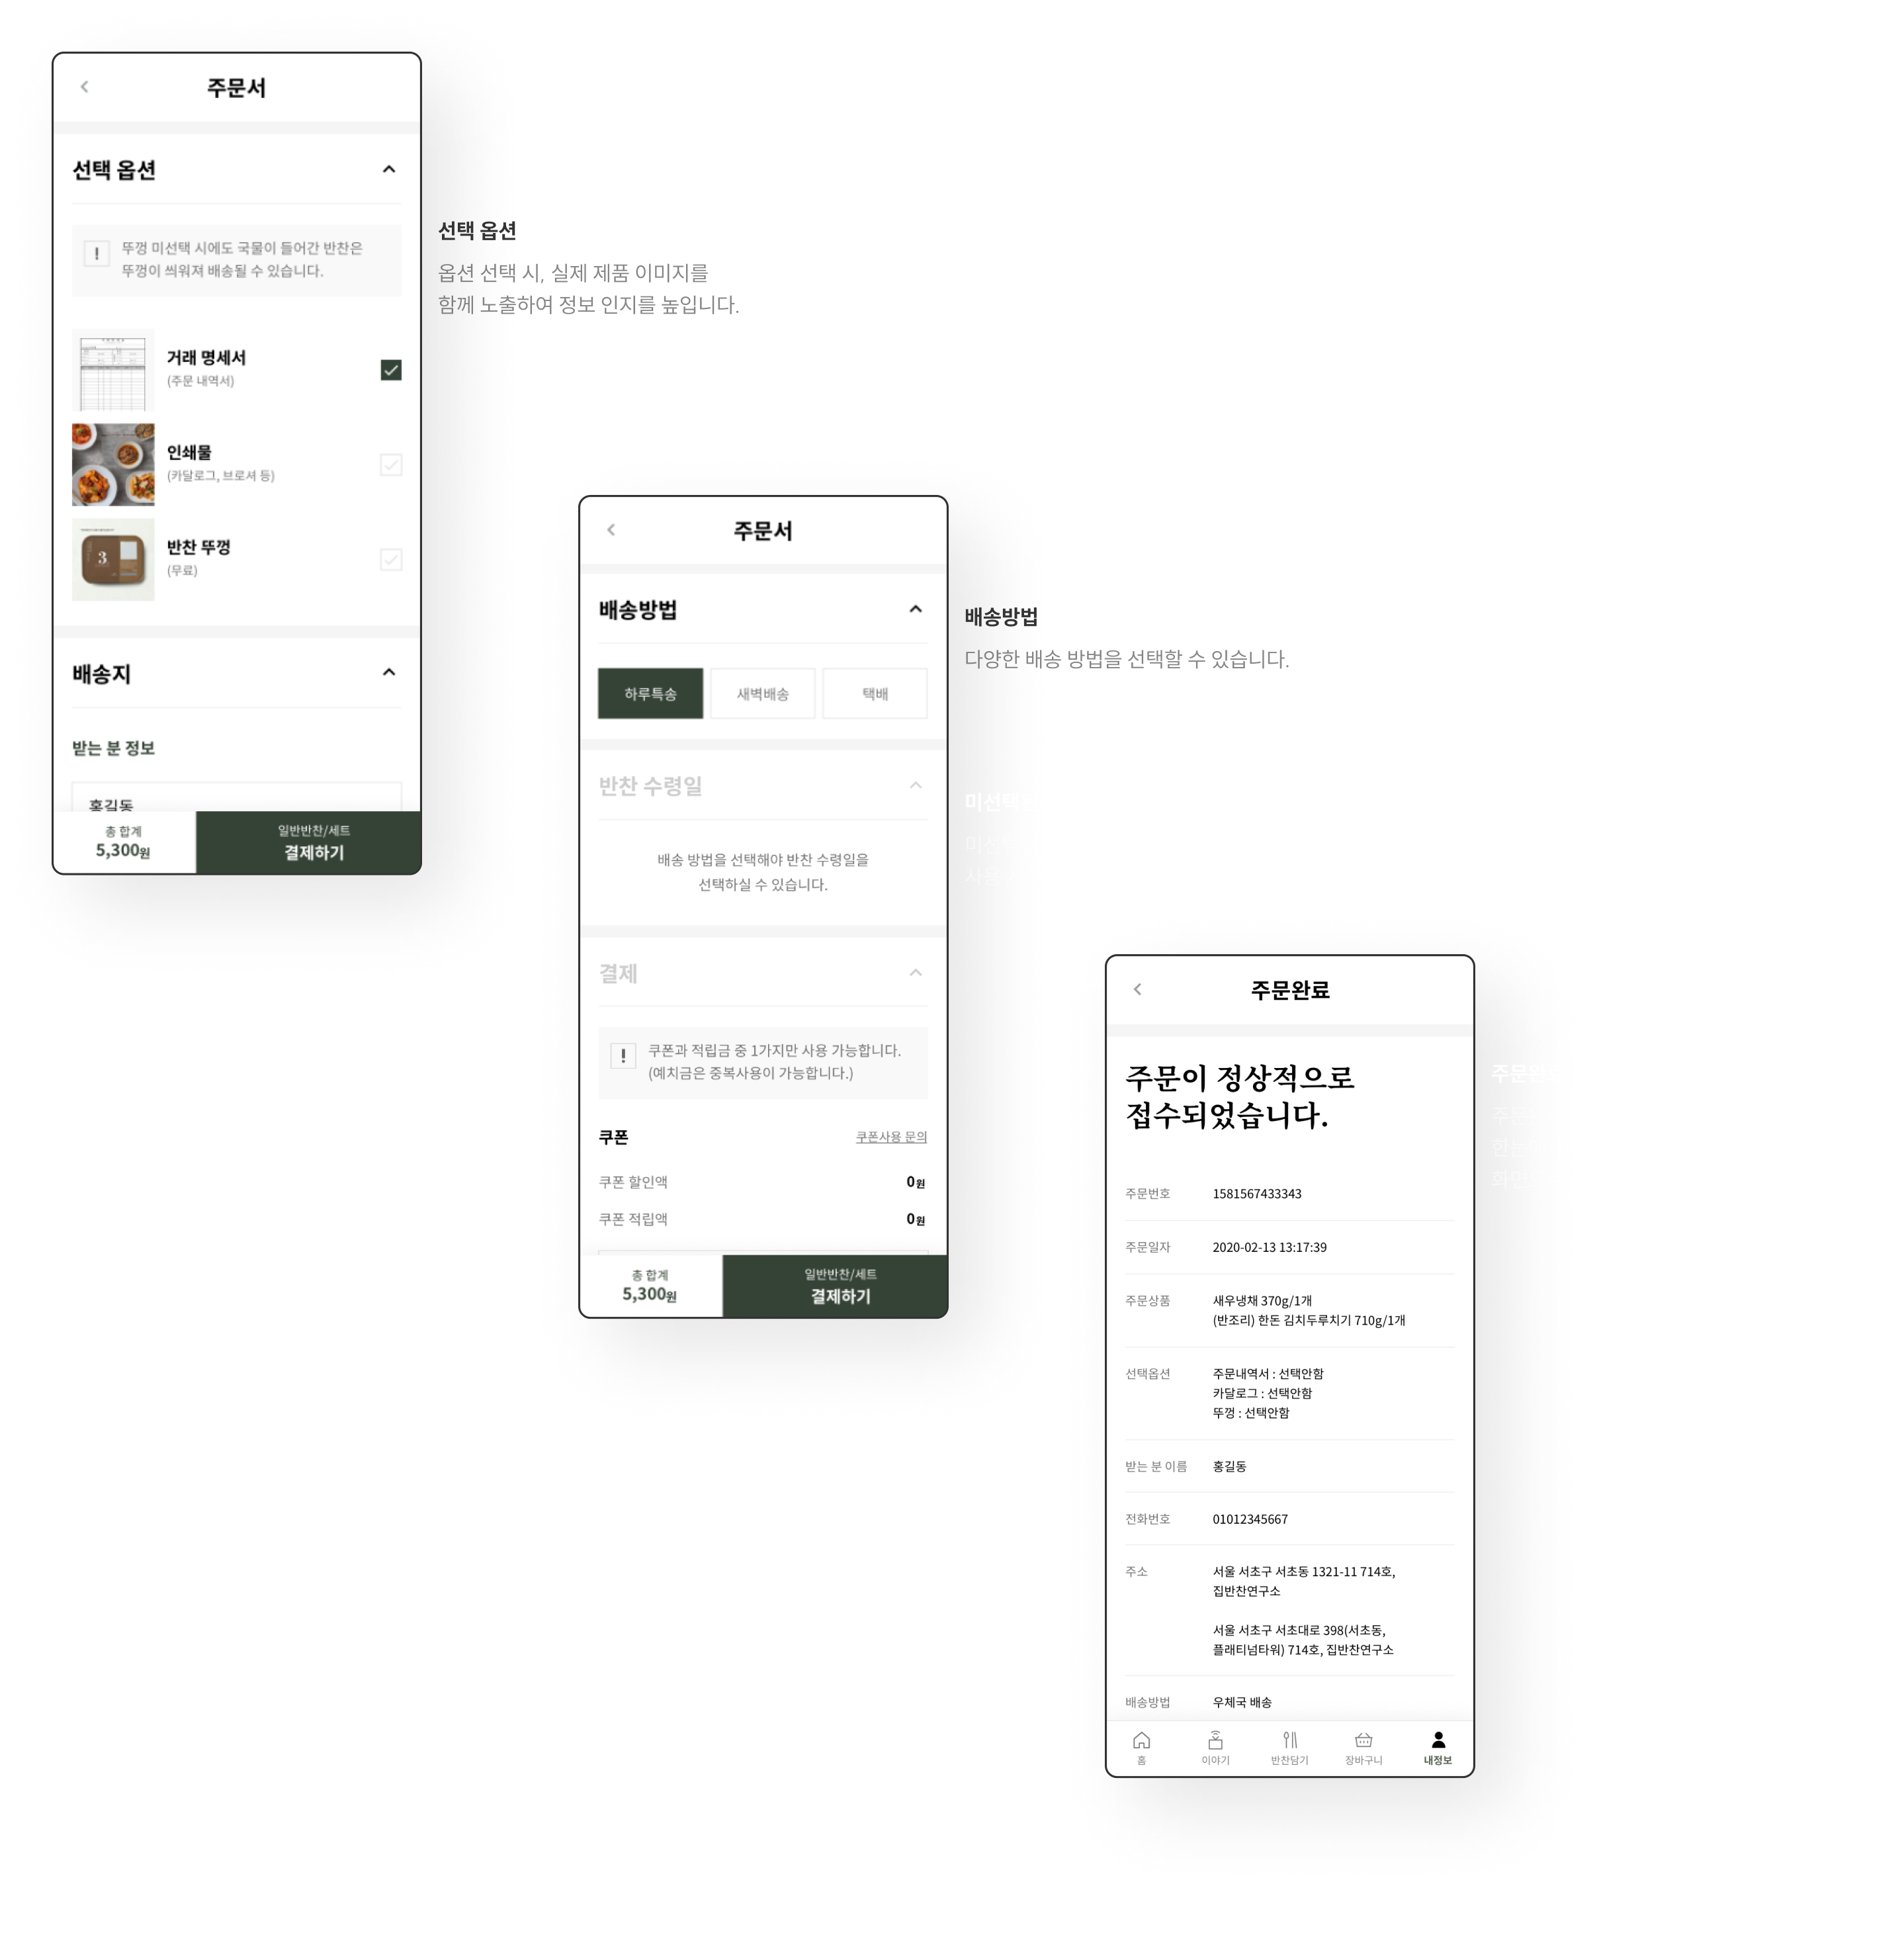 주문서
선택 옵션
! 뚜껑 미선택 시에도 국물이 들어간 반찬은
뚜껑이 씌워져 배송될 수 있습니다.
거래 명세서
(주문 내역서)
인쇄물
(카달로그, 브로셔 등)
3
반찬 뚜껑
(무료)
배송지
받는 분 정보
홍길동
총 합계
5,300원
일반반찬/세트
결제하기
선택 옵션
옵션 선택 시, 실제 제품 이미지를
함께 노출하여 정보 인지를 높입니다.
주문서
배송방법
하루특송 새벽배송 택배
반찬 수령일
배송 방법을 선택해야 반찬 수령일을
선택하실 수 있습니다.
결제
! 쿠폰과 적립금 중 1가지만 사용 가능합니다.
(예치금은 중복사용이 가능합니다.)
쿠폰 쿠폰사용 문의
쿠폰 할인액 0원
쿠폰 적립액 0원
총 합계
5,300원
일반반찬/세트
결제하기
배송방법
다양한 배송 방법을 선택할 수 있습니다.
미선택
사용
주문완료
주문이 정상적으로
접수되었습니다.
주문번호 1581567433343
주문일자 2020-02-13 13:17:39
주문상품 새우냉채 370g/1개
(반조리) 한돈 김치두루치기 710g/1개
선택옵션 주문내역서 : 선택안함
카달로그 : 선택안함
뚜껑 : 선택안함
받는 분 이름 홍길동
전화번호 01012345667
주소 서울 서초구 서초동 1321-11 714호,
집반찬연구소
서울 서초구 서초대로 398(서초동,
플래티넘타워) 714호, 집반찬연구소
배송방법 우체국 배송
홈 이야기 반찬담기 장바구니 내정보